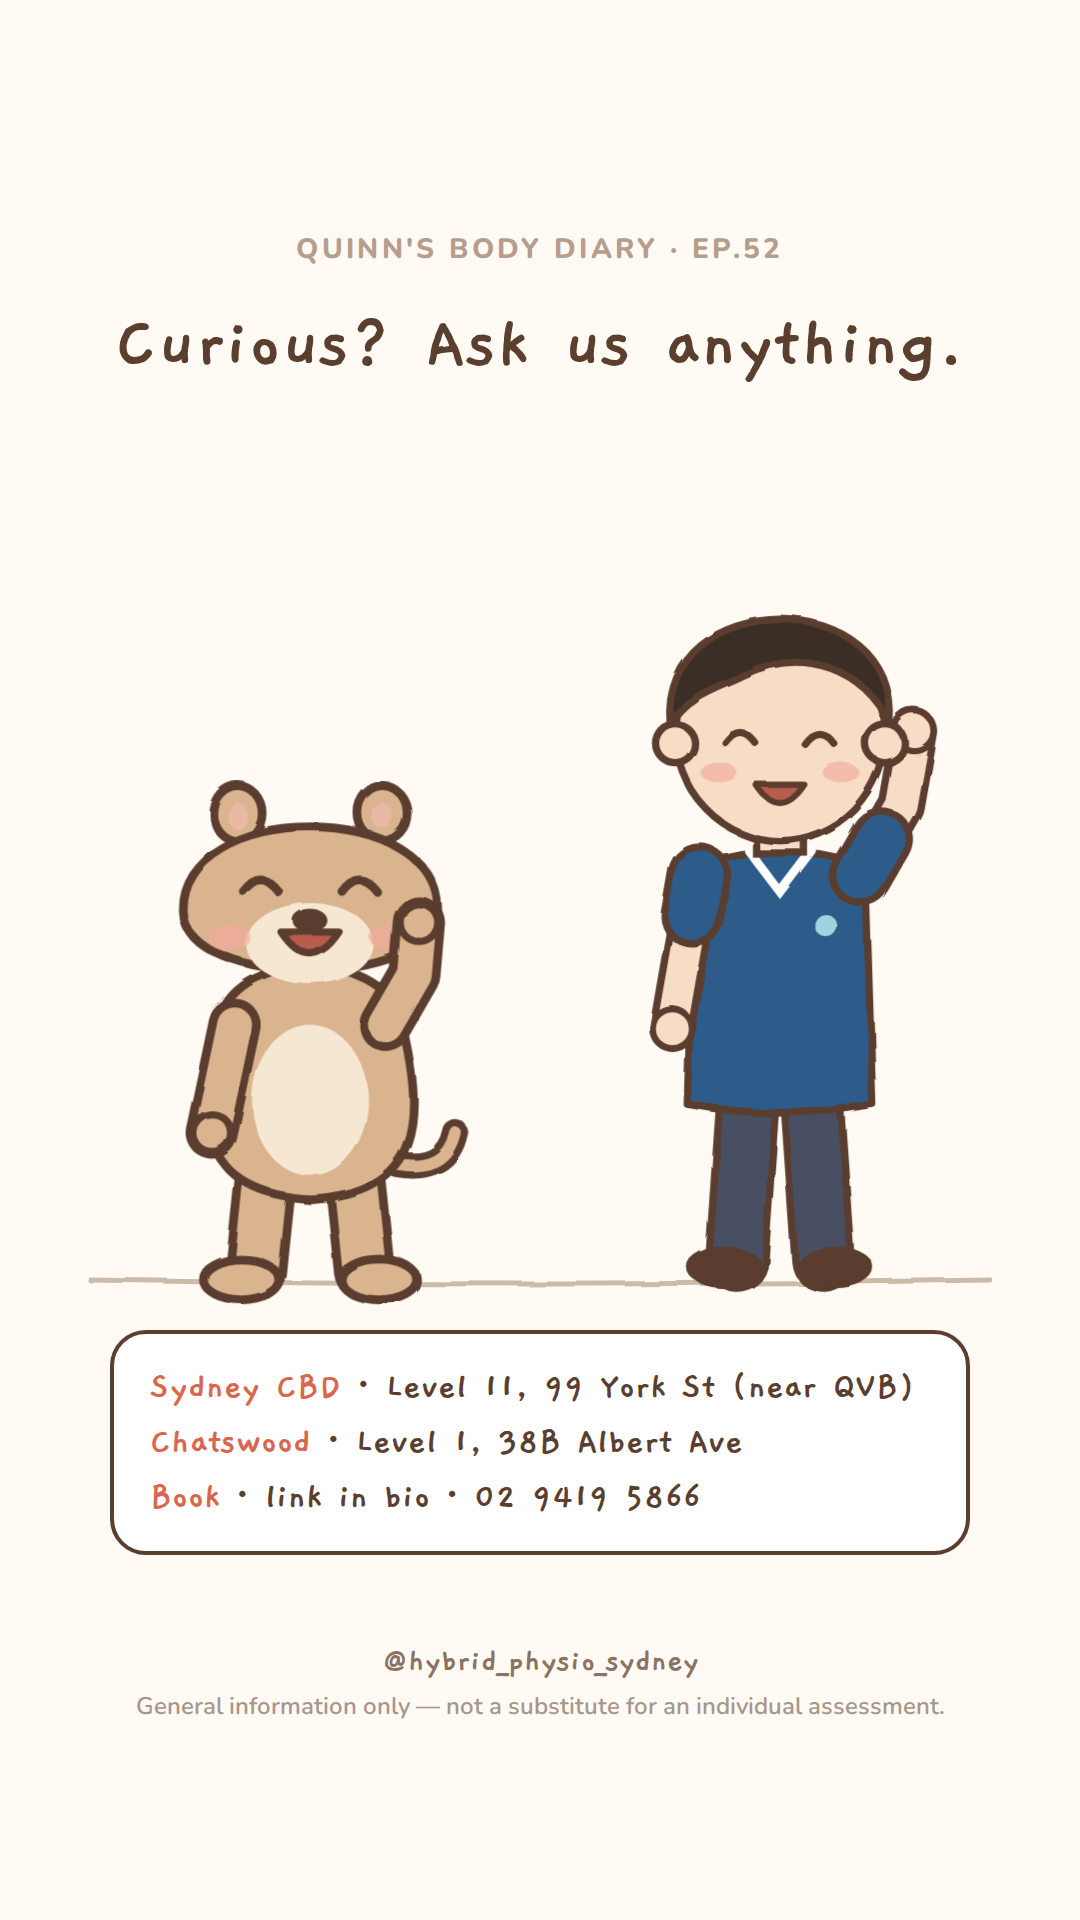 QUINN'S BODY DIARY · EP.52
Curious? Ask us anything.
Sydney CBD · Level 11, 99 York St (near QVB)
Chatswood · Level 1, 38B Albert Ave
Book · link in bio · 02 9419 5866
@hybrid_physio_sydney
General information only — not a substitute for an individual assessment.